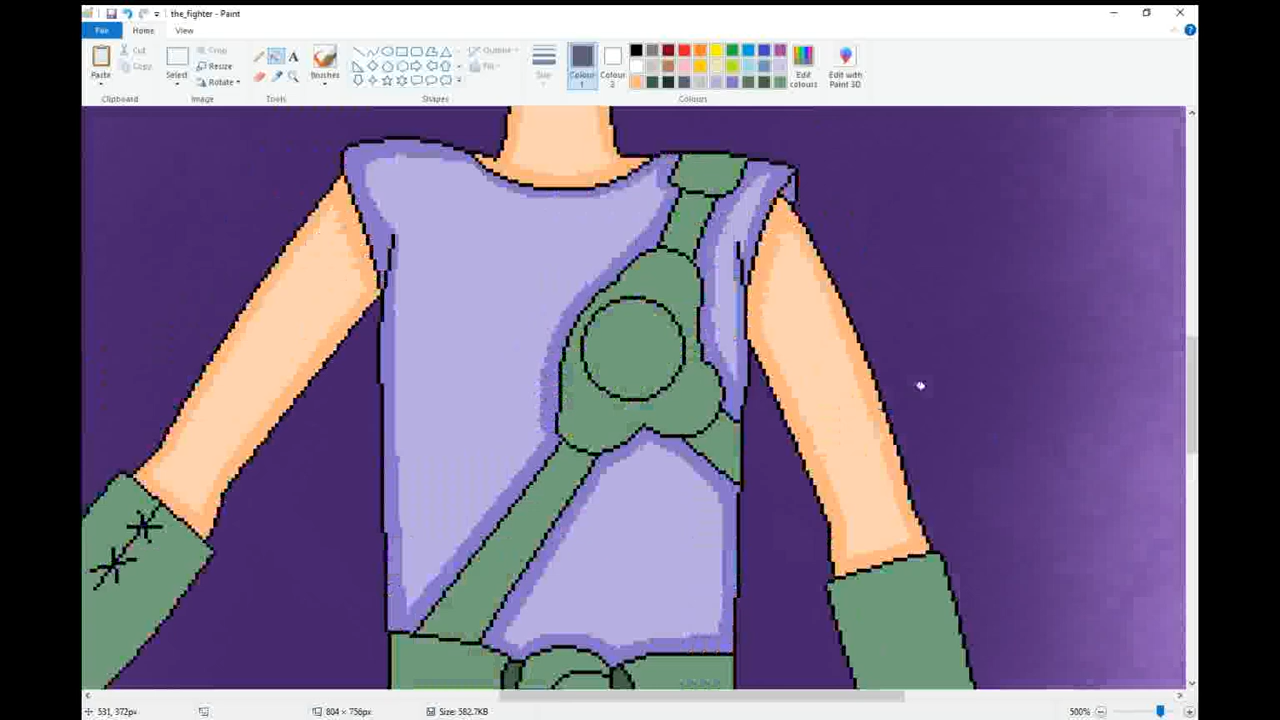 the_fighter - Paint
File Home View
Paste
Cut
Copy
Clipboard
Select
Crop
Resize
Rotate
Image
A
Tools
Brushes
Outline
Fill
Shapes
Size
Colour 1
Colour 2
Edit colours
Edit with Paint 3D
Colours
531, 372px
804 × 756px
Size: 582.7KB
500%